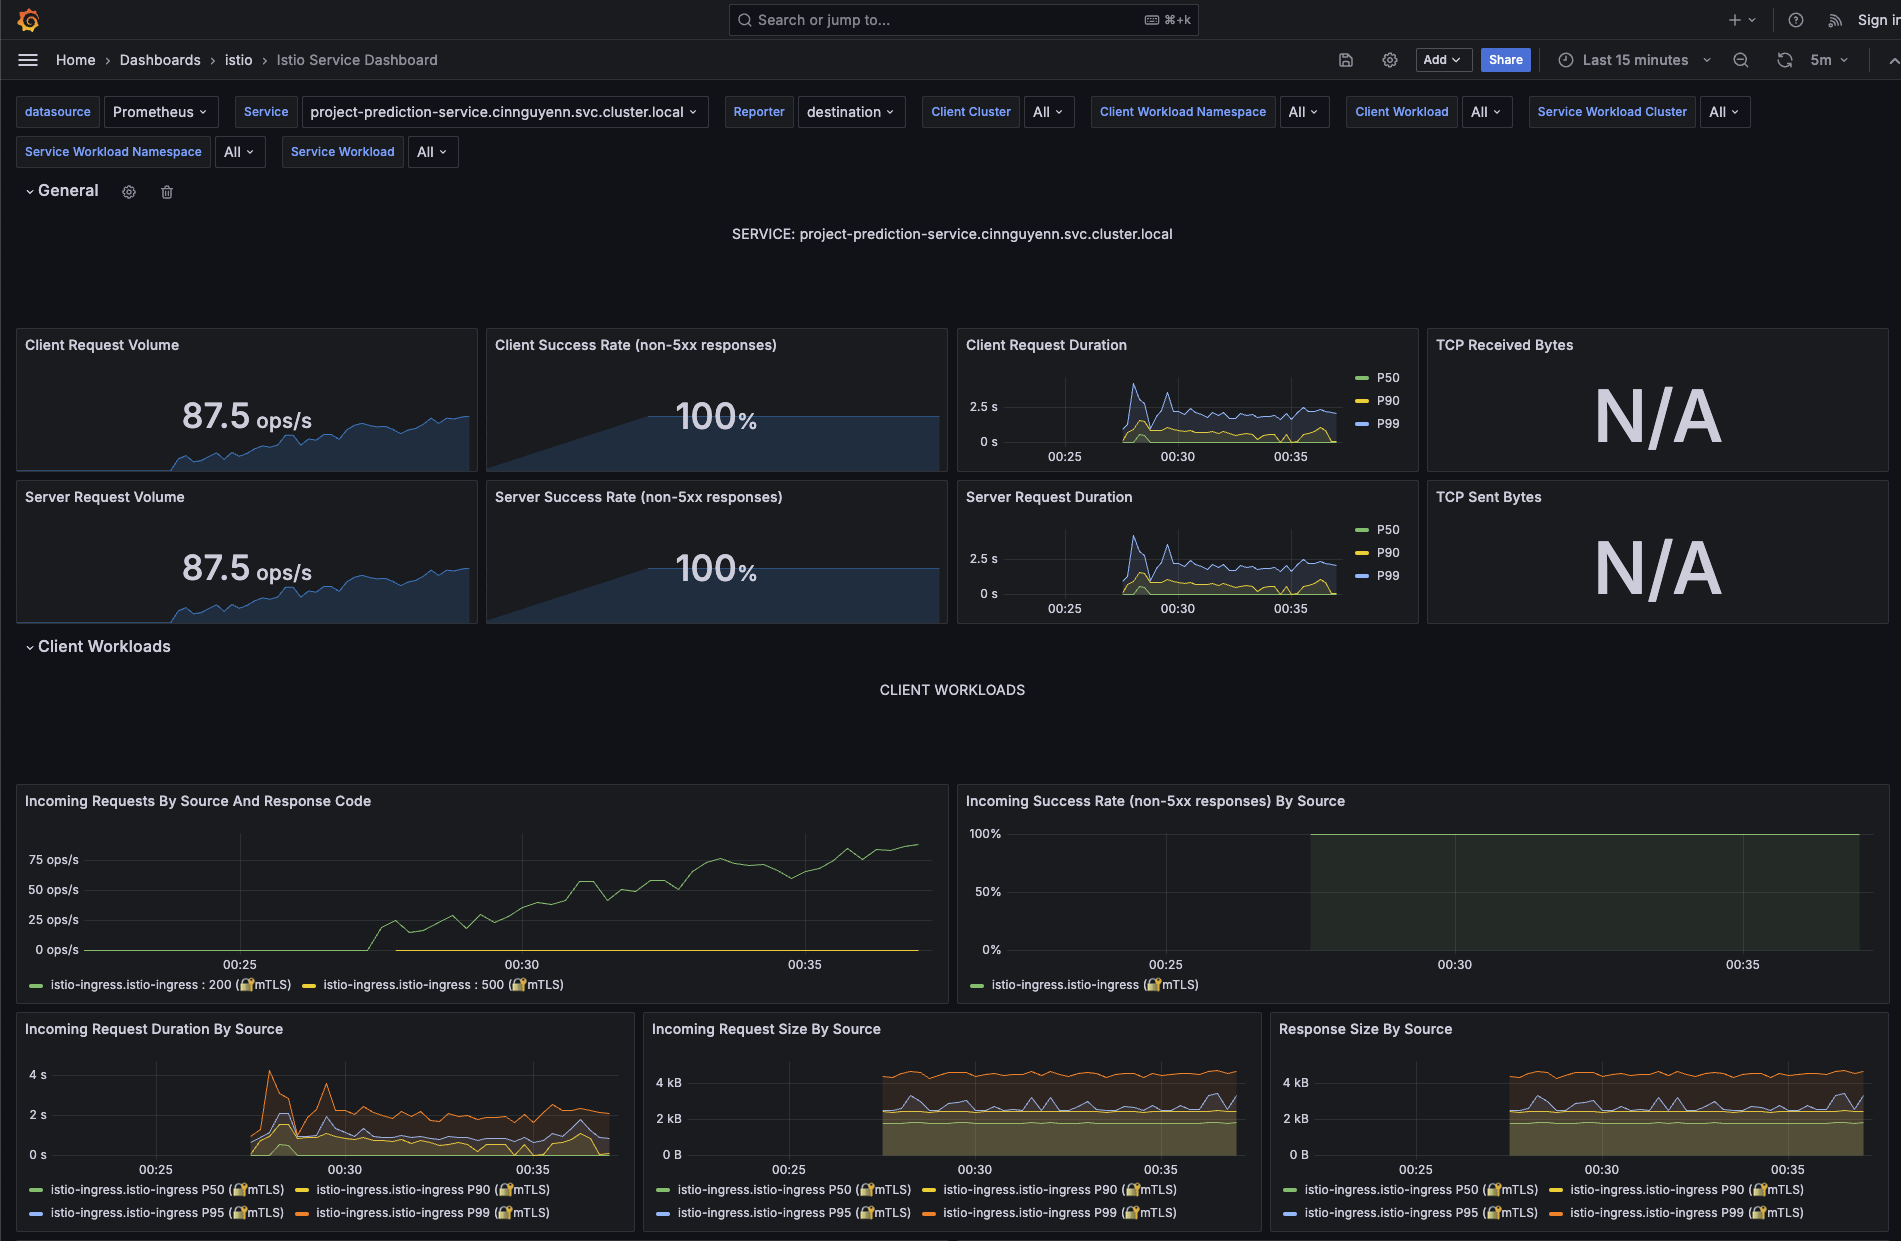 Search or jump to...
⌘+k
Sign in
Home › Dashboards › istio › Istio Service Dashboard
Add
Share
Last 15 minutes
5m
datasource Prometheus Service project-prediction-service.cinnguyenn.svc.cluster.local Reporter destination Client Cluster All Client Workload Namespace All Client Workload All Service Workload Cluster All
Service Workload Namespace All Service Workload All
General
SERVICE: project-prediction-service.cinnguyenn.svc.cluster.local
Client Request Volume
87.5 ops/s
Client Success Rate (non-5xx responses)
100%
Client Request Duration
2.5 s
0 s
00:25 00:30 00:35
P50
P90
P99
TCP Received Bytes
N/A
Server Request Volume
87.5 ops/s
Server Success Rate (non-5xx responses)
100%
Server Request Duration
2.5 s
0 s
00:25 00:30 00:35
P50
P90
P99
TCP Sent Bytes
N/A
Client Workloads
CLIENT WORKLOADS
Incoming Requests By Source And Response Code
75 ops/s
50 ops/s
25 ops/s
0 ops/s
00:25 00:30 00:35
istio-ingress.istio-ingress : 200 (🔐mTLS) istio-ingress.istio-ingress : 500 (🔐mTLS)
Incoming Success Rate (non-5xx responses) By Source
100%
50%
0%
00:25 00:30 00:35
istio-ingress.istio-ingress (🔐mTLS)
Incoming Request Duration By Source
4 s
2 s
0 s
00:25 00:30 00:35
istio-ingress.istio-ingress P50 (🔐mTLS) istio-ingress.istio-ingress P90 (🔐mTLS)
istio-ingress.istio-ingress P95 (🔐mTLS) istio-ingress.istio-ingress P99 (🔐mTLS)
Incoming Request Size By Source
4 kB
2 kB
0 B
00:25 00:30 00:35
istio-ingress.istio-ingress P50 (🔐mTLS) istio-ingress.istio-ingress P90 (🔐mTLS)
istio-ingress.istio-ingress P95 (🔐mTLS) istio-ingress.istio-ingress P99 (🔐mTLS)
Response Size By Source
4 kB
2 kB
0 B
00:25 00:30 00:35
istio-ingress.istio-ingress P50 (🔐mTLS) istio-ingress.istio-ingress P90 (🔐mTLS)
istio-ingress.istio-ingress P95 (🔐mTLS) istio-ingress.istio-ingress P99 (🔐mTLS)